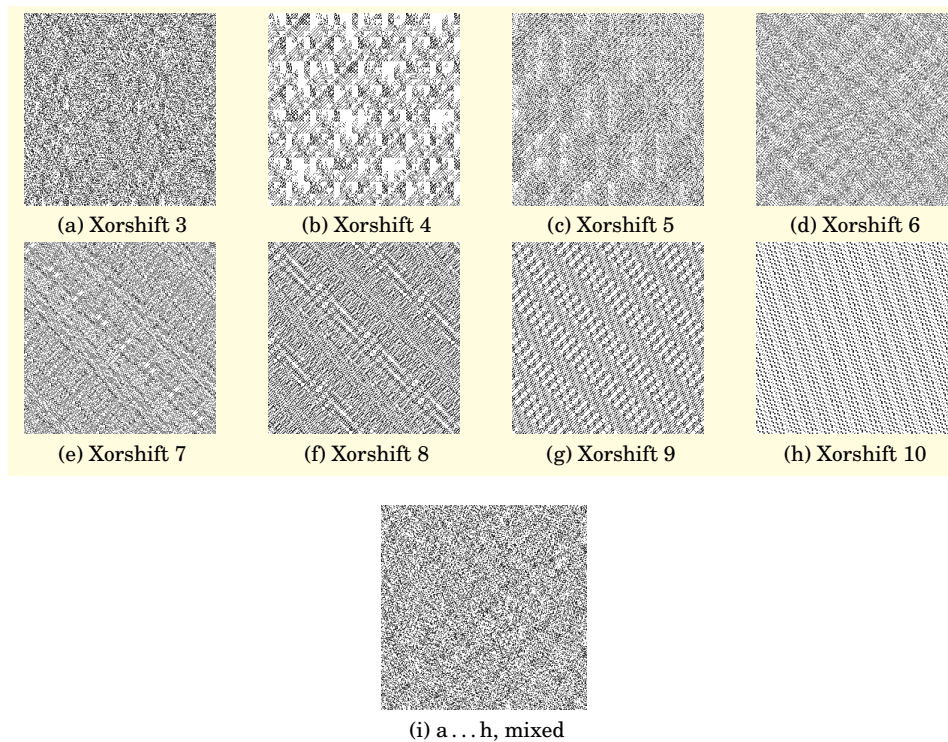 (a) Xorshift 3
(b) Xorshift 4
(c) Xorshift 5
(d) Xorshift 6
(e) Xorshift 7
(f) Xorshift 8
(g) Xorshift 9
(h) Xorshift 10
(i) a...h, mixed